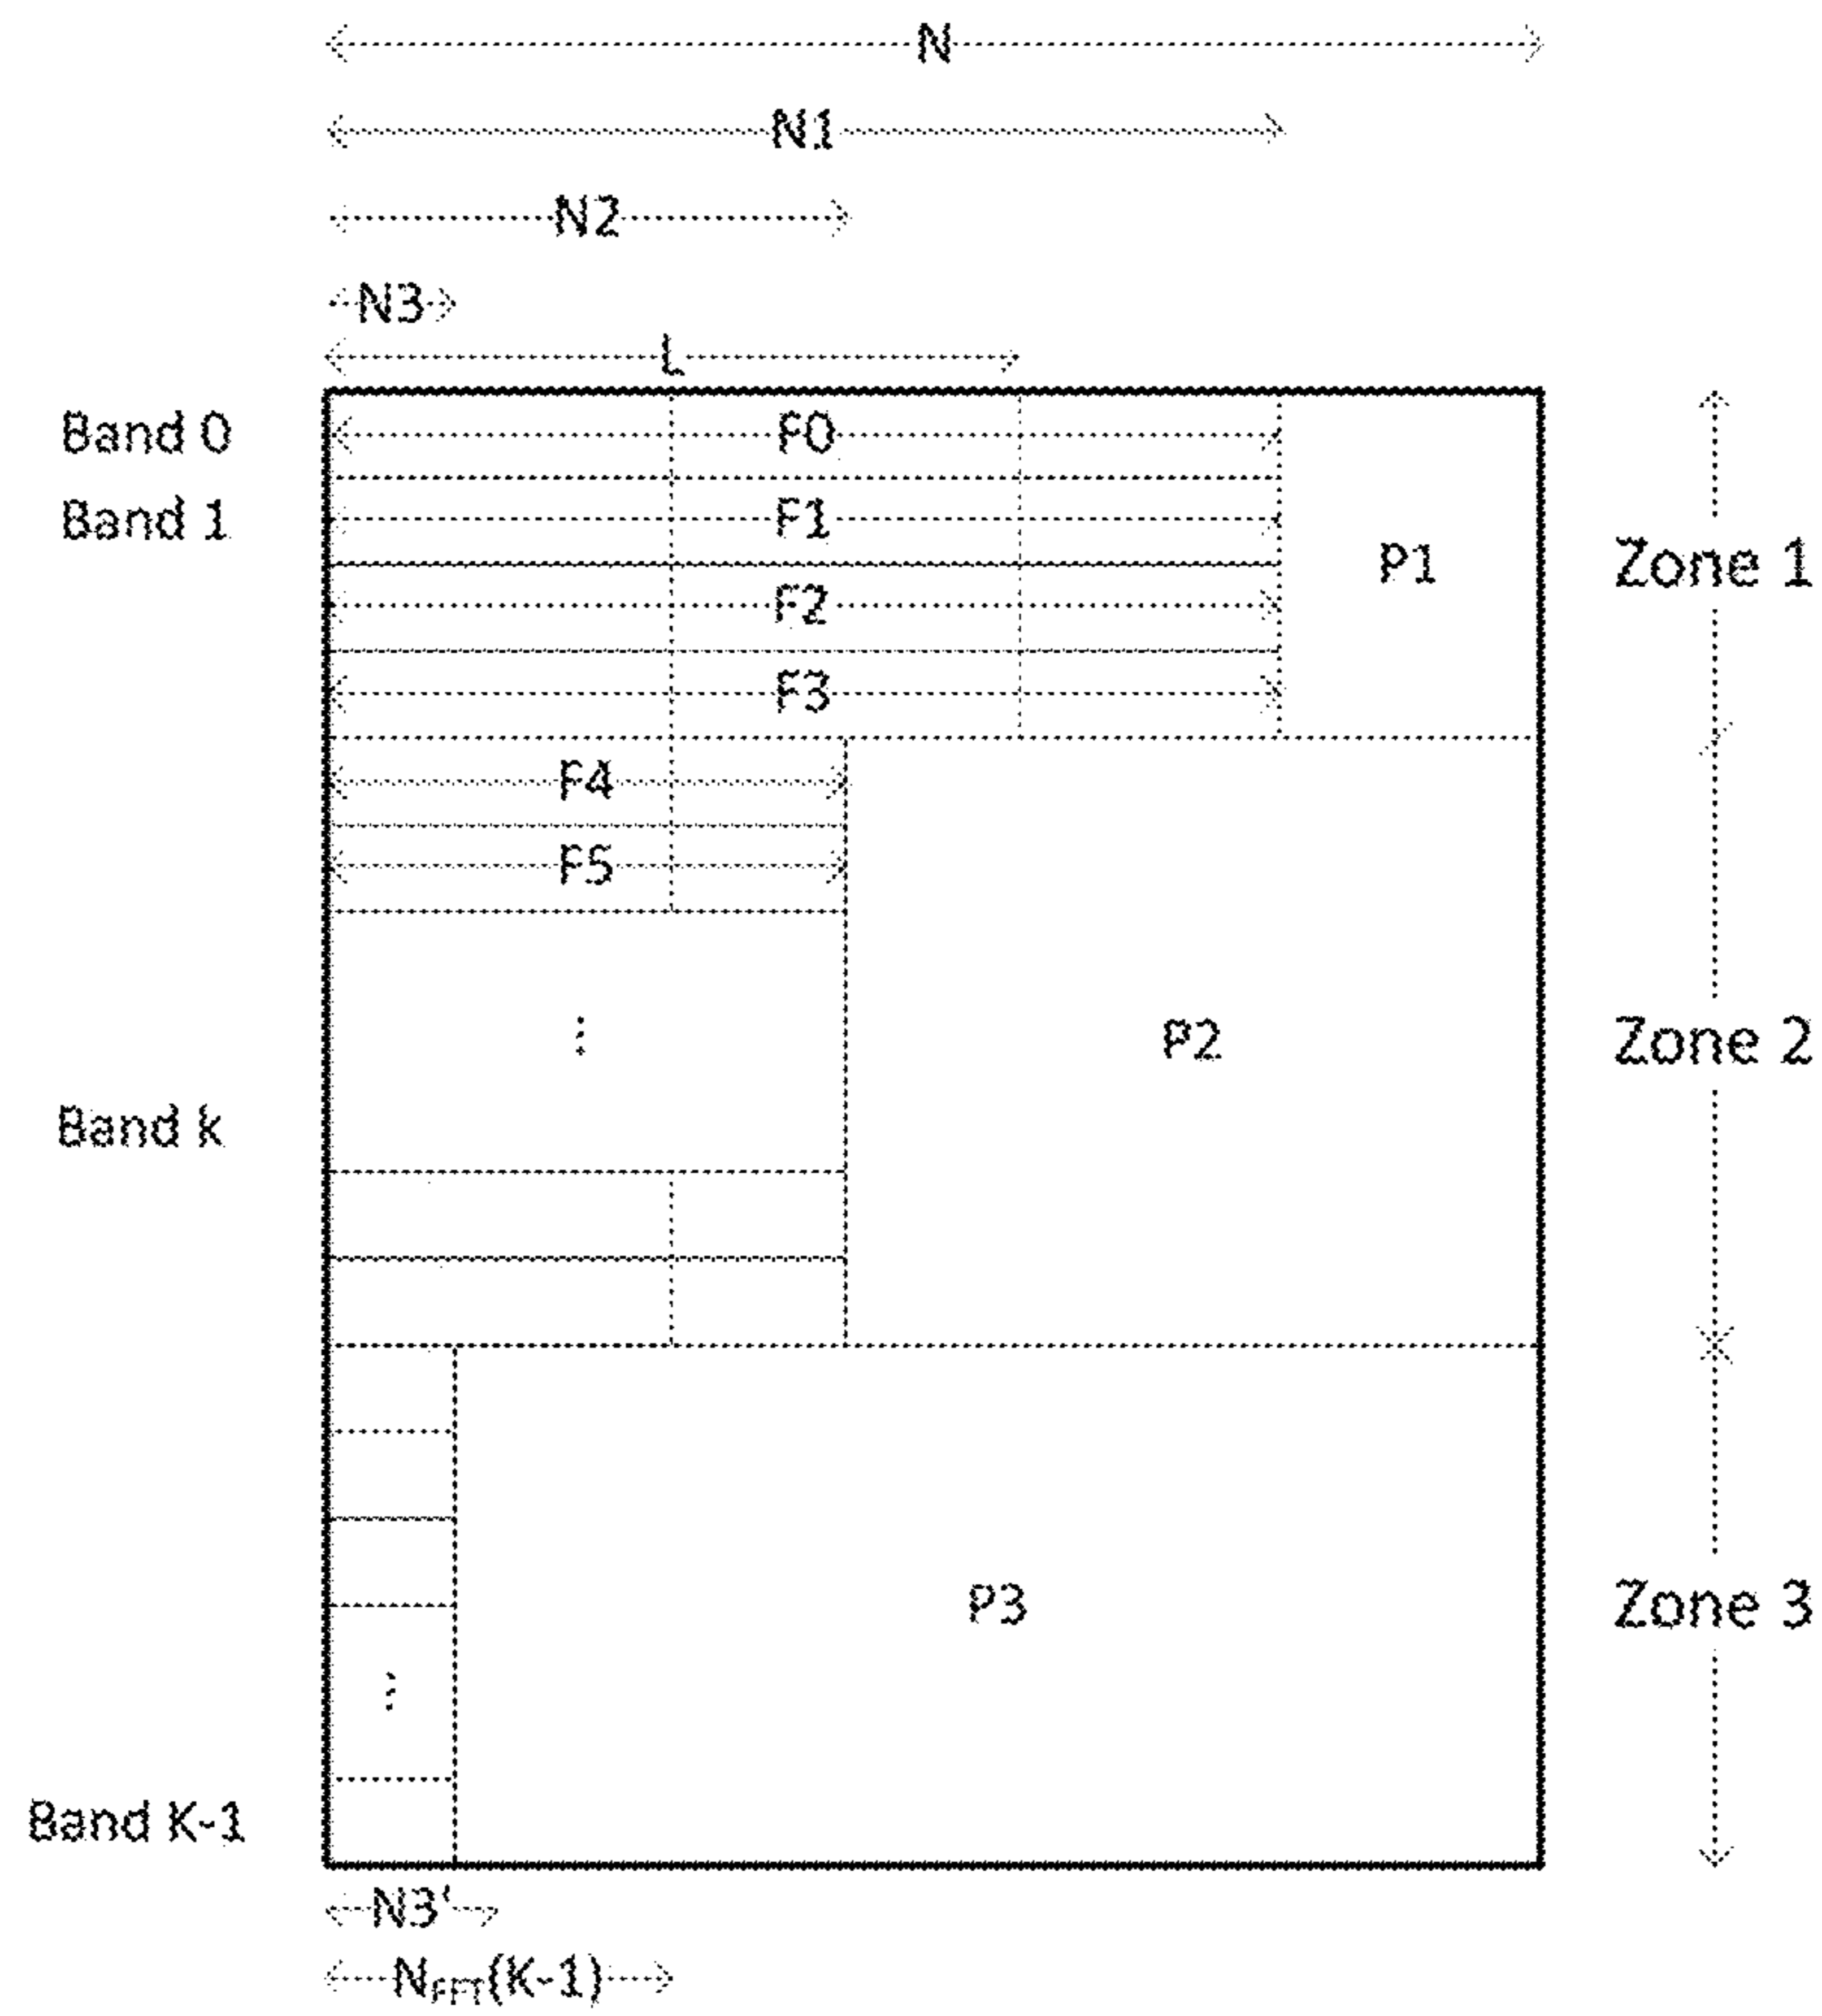 N
N1
N2
N3
L
Band 0
F0
Band 1
F1
P1
Zone 1
F2
F3
F4
F5
⋮
P2
Zone 2
Band k
P3
Zone 3
⋮
Band K-1
N3'
NFFT(K-1)